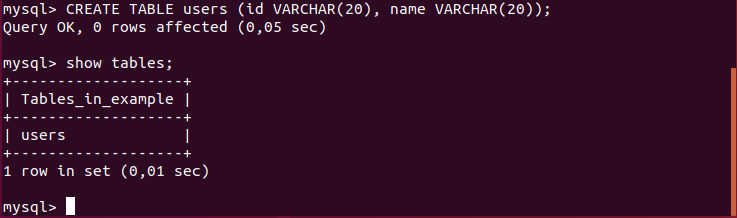 mysql> CREATE TABLE users (id VARCHAR(20), name VARCHAR(20));
Query OK, 0 rows affected (0,05 sec)
mysql> show tables;
+-------------------+
| Tables_in_example |
+-------------------+
| users             |
+-------------------+
1 row in set (0,01 sec)
mysql>